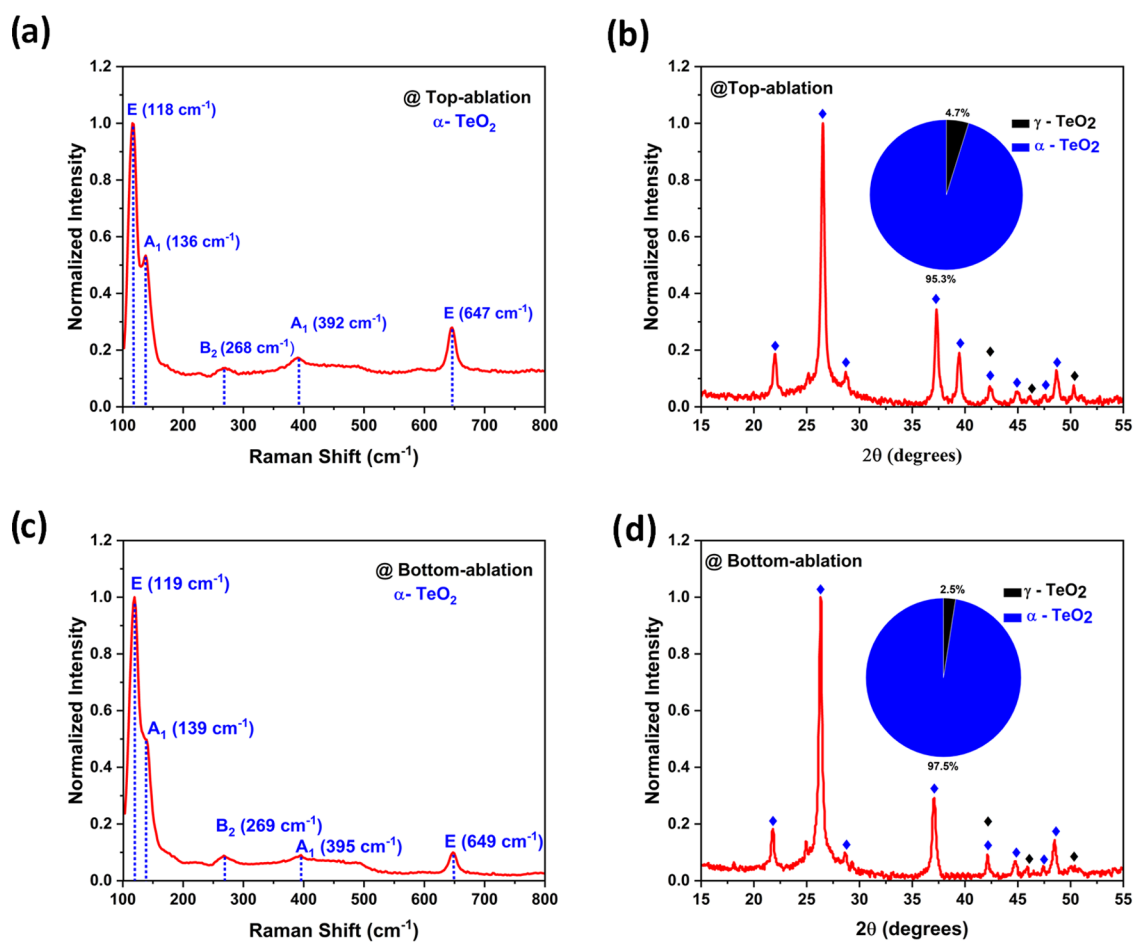 (a)
1.2
1.0
0.8
0.6
0.4
0.2
0.0
Normalized Intensity
E (118 cm⁻¹)
@ Top-ablation
α- TeO₂
A₁ (136 cm⁻¹)
B₂ (268 cm⁻¹)
A₁ (392 cm⁻¹)
E (647 cm⁻¹)
100 200 300 400 500 600 700 800
Raman Shift (cm⁻¹)
(b)
1.2
1.0
0.8
0.6
0.4
0.2
0.0
Normalized Intensity
@Top-ablation
4.7%
γ - TeO2
α - TeO2
95.3%
15 20 25 30 35 40 45 50 55
2θ (degrees)
(c)
1.2
1.0
0.8
0.6
0.4
0.2
0.0
Normalized Intensity
E (119 cm⁻¹)
@ Bottom-ablation
α- TeO₂
A₁ (139 cm⁻¹)
B₂ (269 cm⁻¹)
A₁ (395 cm⁻¹)
E (649 cm⁻¹)
100 200 300 400 500 600 700 800
Raman Shift (cm⁻¹)
(d)
1.2
1.0
0.8
0.6
0.4
0.2
0.0
Normalized Intensity
@ Bottom-ablation
2.5%
γ - TeO2
α - TeO2
97.5%
15 20 25 30 35 40 45 50 55
2θ (degrees)